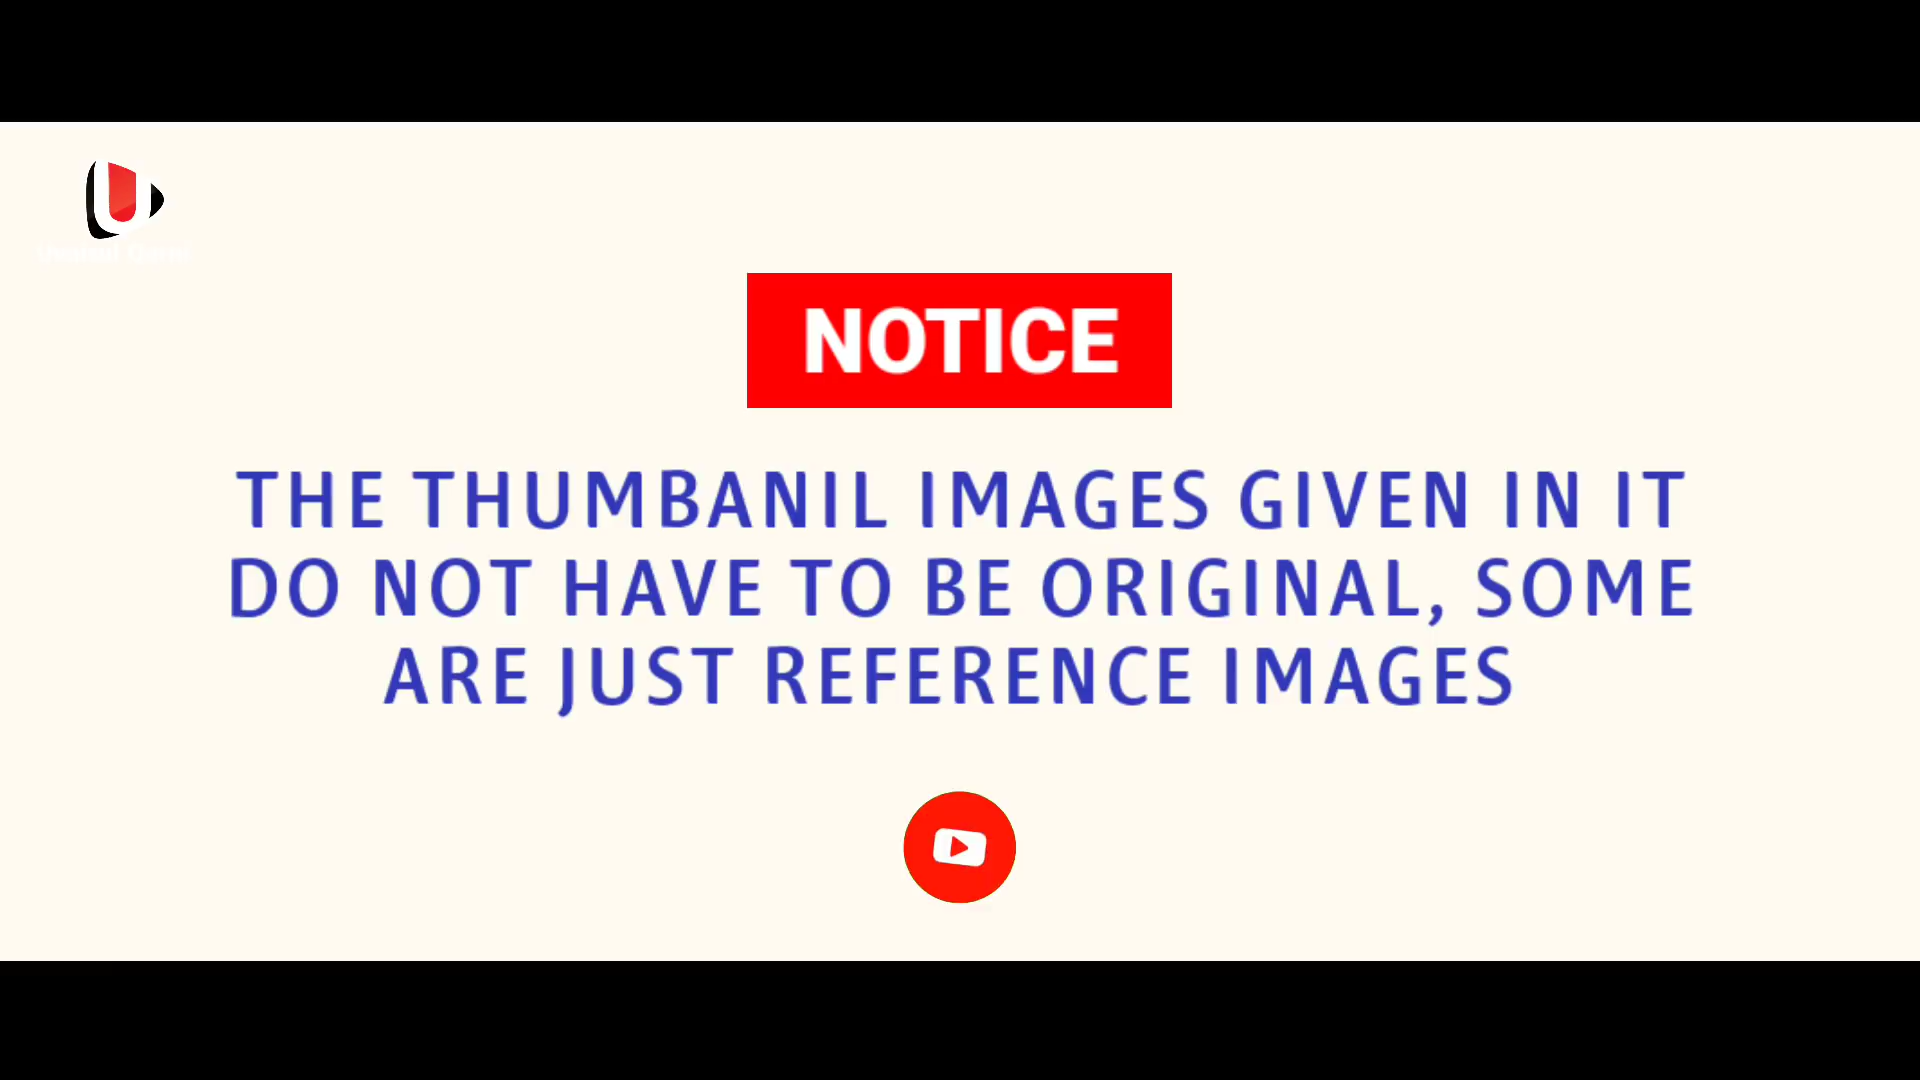 NOTICE
THE THUMBANIL IMAGES GIVEN IN IT
DO NOT HAVE TO BE ORIGINAL, SOME
ARE JUST REFERENCE IMAGES